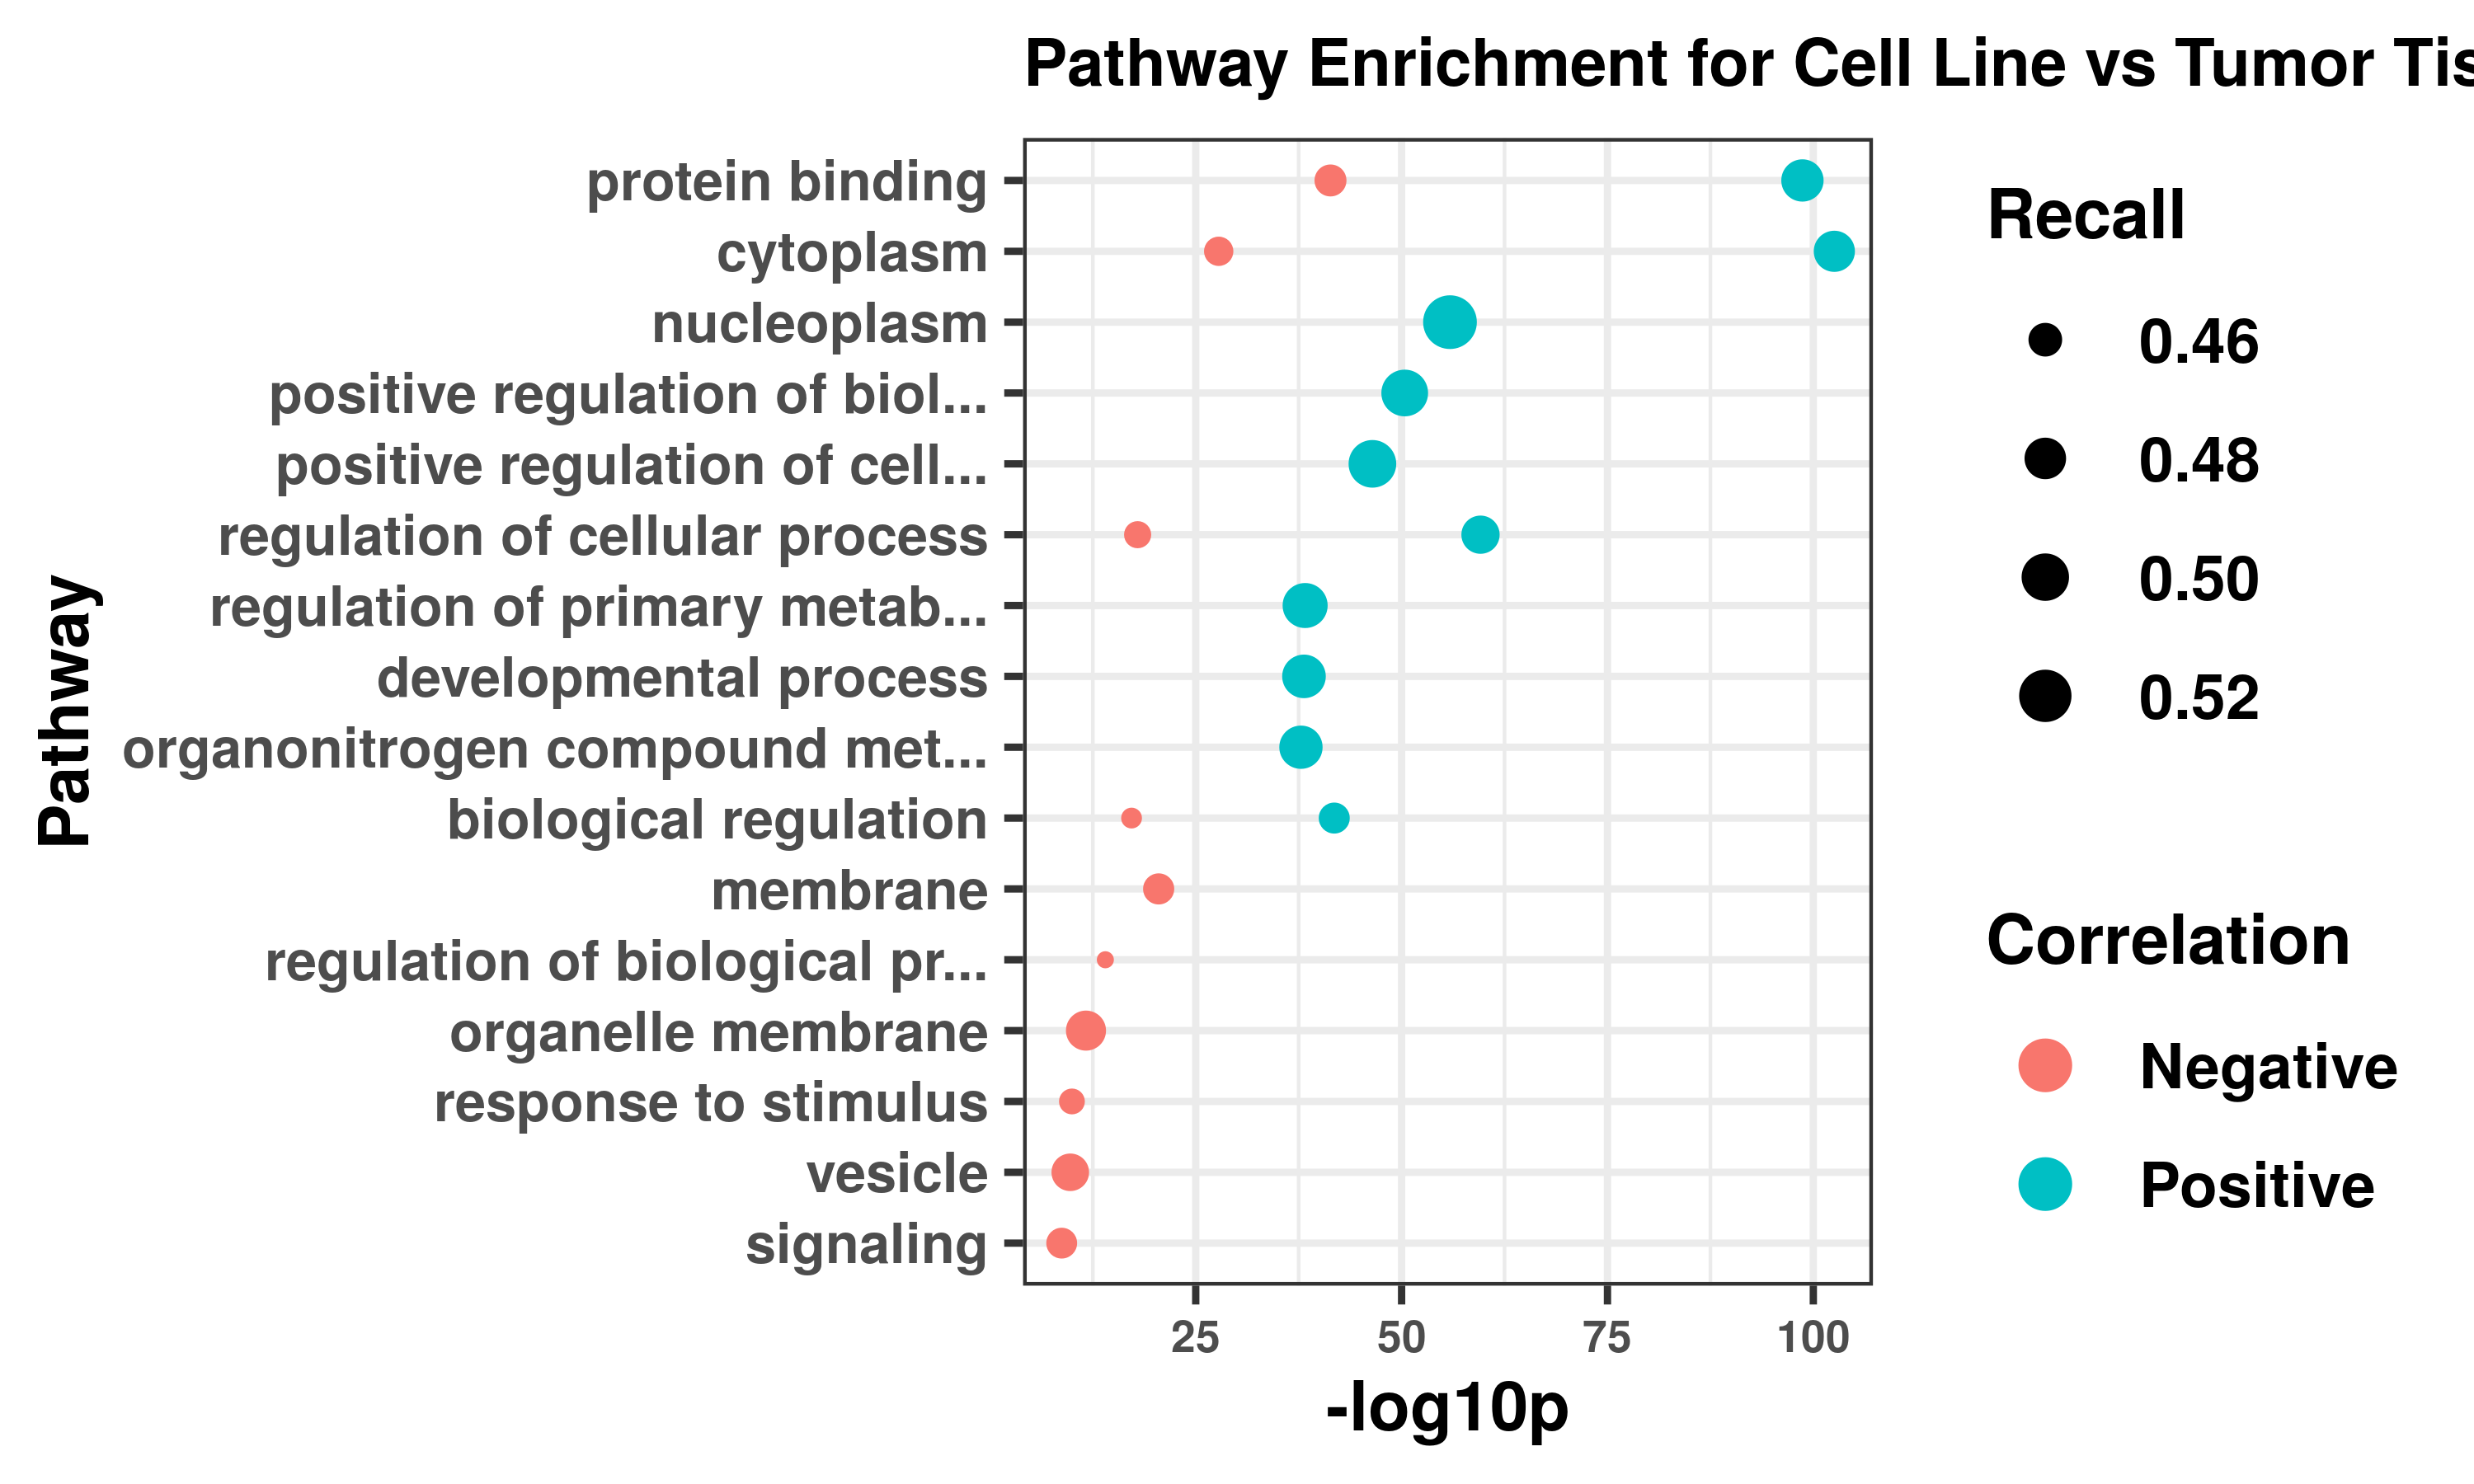 Pathway Enrichment for Cell Line vs Tumor Tis
protein binding
cytoplasm
nucleoplasm
positive regulation of biol...
positive regulation of cell...
regulation of cellular process
regulation of primary metab...
developmental process
organonitrogen compound met...
biological regulation
membrane
regulation of biological pr...
organelle membrane
response to stimulus
vesicle
signaling
Pathway
25 50 75 100
-log10p
Recall
0.46
0.48
0.50
0.52
Correlation
Negative
Positive